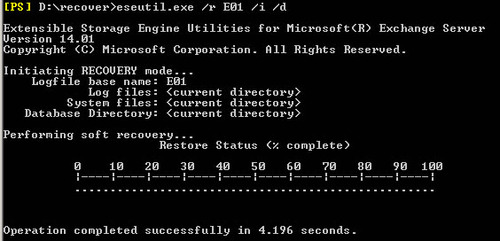 [PS] D:\recover>eseutil.exe /r E01 /i /d
Extensible Storage Engine Utilities for Microsoft(R) Exchange Server
Version 14.01
Copyright (C) Microsoft Corporation. All Rights Reserved.
Initiating RECOVERY mode...
Logfile base name: E01
Log files: <current directory>
System files: <current directory>
Database Directory: <current directory>
Performing soft recovery...
Restore Status (% complete)
0 10 20 30 40 50 60 70 80 90 100
|----|----|----|----|----|----|----|----|----|----|
...................................................
Operation completed successfully in 4.196 seconds.